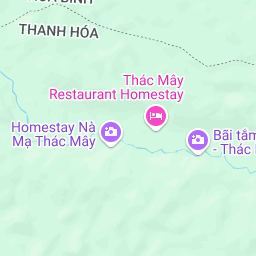 THANH HÓA
Thác Mây
Restaurant Homestay
Homestay Nà
Mạ Thác Mây
Bãi tắm
- Thác